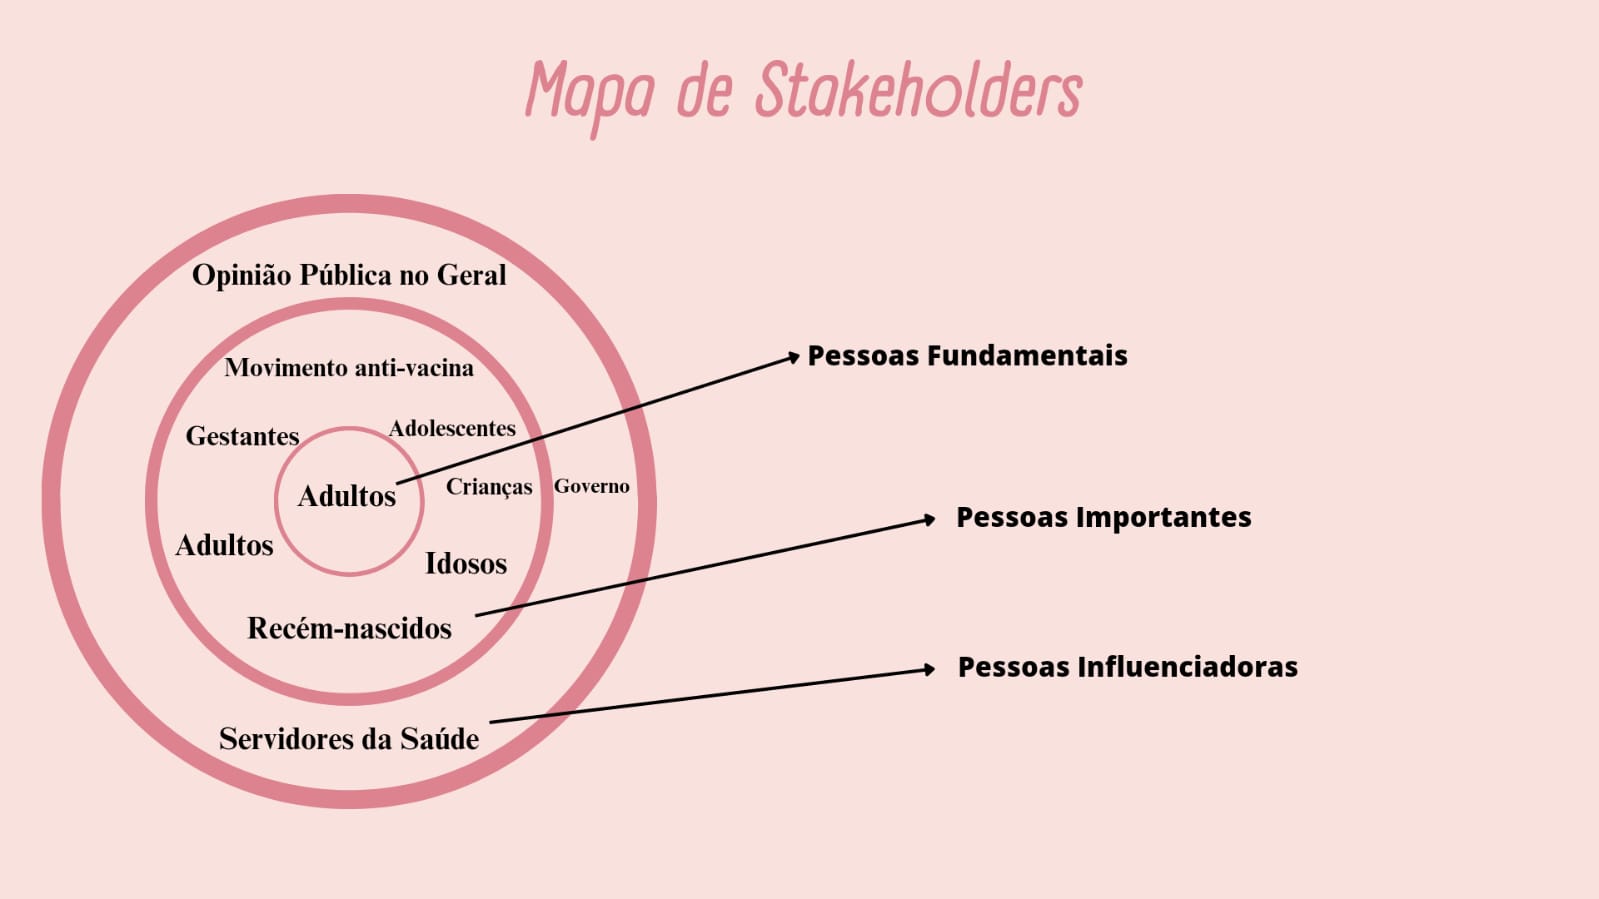 Mapa de Stakeholders
Opinião Pública no Geral
Movimento anti-vacina
Gestantes
Adolescentes
Adultos
Crianças
Governo
Adultos
Idosos
Recém-nascidos
Servidores da Saúde
Pessoas Fundamentais
Pessoas Importantes
Pessoas Influenciadoras